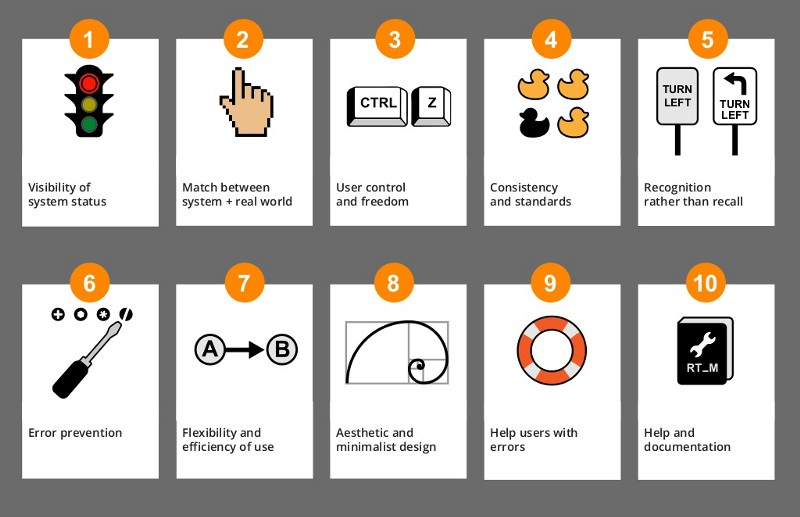 1
2
3
4
5
CTRL
Z
TURN
LEFT
TURN
LEFT
Visibility of
system status
Match between
system + real world
User control
and freedom
Consistency
and standards
Recognition
rather than recall
6
7
8
9
10
A
B
RT_M
Error prevention
Flexibility and
efficiency of use
Aesthetic and
minimalist design
Help users with
errors
Help and
documentation